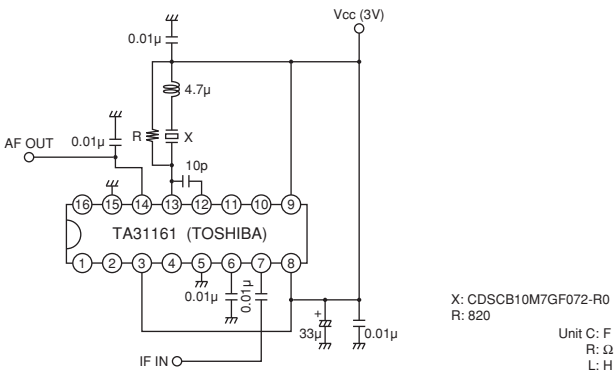 Vcc (3V)
0.01μ
4.7μ
R
X
AF OUT
0.01μ
10p
16 15 14 13 12 11 10 9
TA31161 (TOSHIBA)
1 2 3 4 5 6 7 8
0.01μ
0.01μ
+
33μ
0.01μ
IF IN
X: CDSCB10M7GF072-R0
R: 820
Unit C: F
R: Ω
L: H